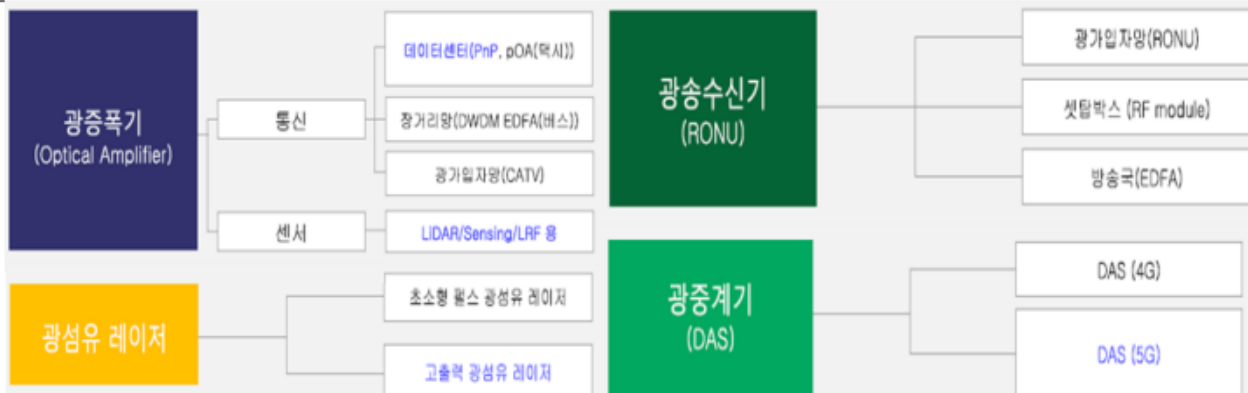 광증폭기
(Optical Amplifier)
통신
데이터센터(PnP, pOA(택시))
장거리망(DWDM EDFA(버스))
광가입자망(CATV)
센서
LIDAR/Sensing/LRF 용
광섬유 레이저
초소형 펄스 광섬유 레이저
고출력 광섬유 레이저
광송수신기
(RONU)
광가입자망(RONU)
셋탑박스 (RF module)
방송국(EDFA)
광중계기
(DAS)
DAS (4G)
DAS (5G)